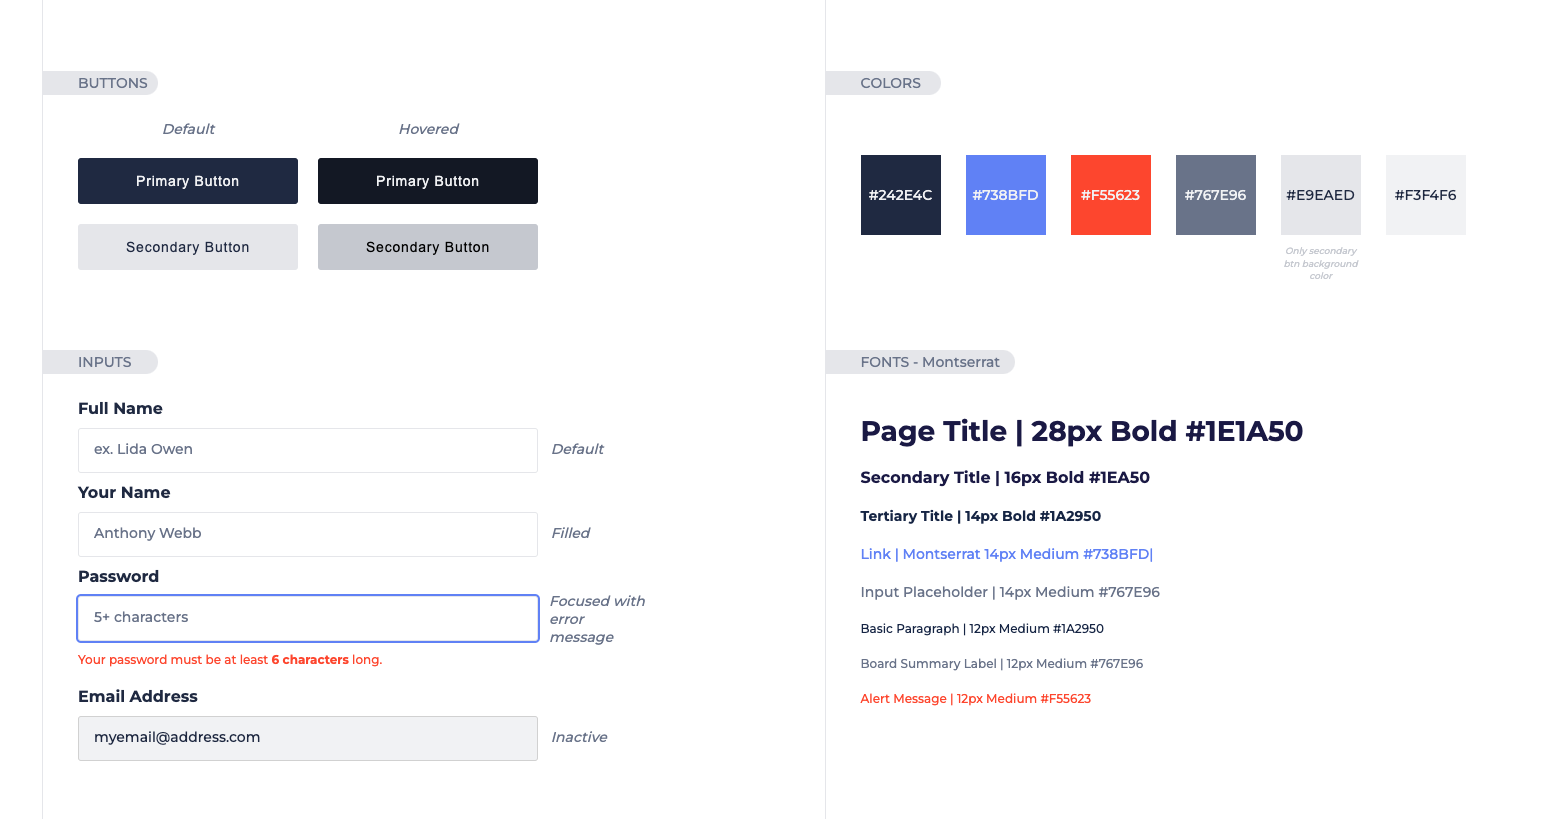 BUTTONS
Default
Hovered
Primary Button
Primary Button
Secondary Button
Secondary Button
INPUTS
Full Name
ex. Lida Owen
Default
Your Name
Anthony Webb
Filled
Password
5+ characters
Focused with
error
message
Your password must be at least 6 characters long.
Email Address
myemail@address.com
Inactive
COLORS
#242E4C
#738BFD
#F55623
#767E96
#E9EAED
#F3F4F6
Only secondary
btn background
color
FONTS - Montserrat
Page Title | 28px Bold #1E1A50
Secondary Title | 16px Bold #1EA50
Tertiary Title | 14px Bold #1A2950
Link | Montserrat 14px Medium #738BFD|
Input Placeholder | 14px Medium #767E96
Basic Paragraph | 12px Medium #1A2950
Board Summary Label | 12px Medium #767E96
Alert Message | 12px Medium #F55623